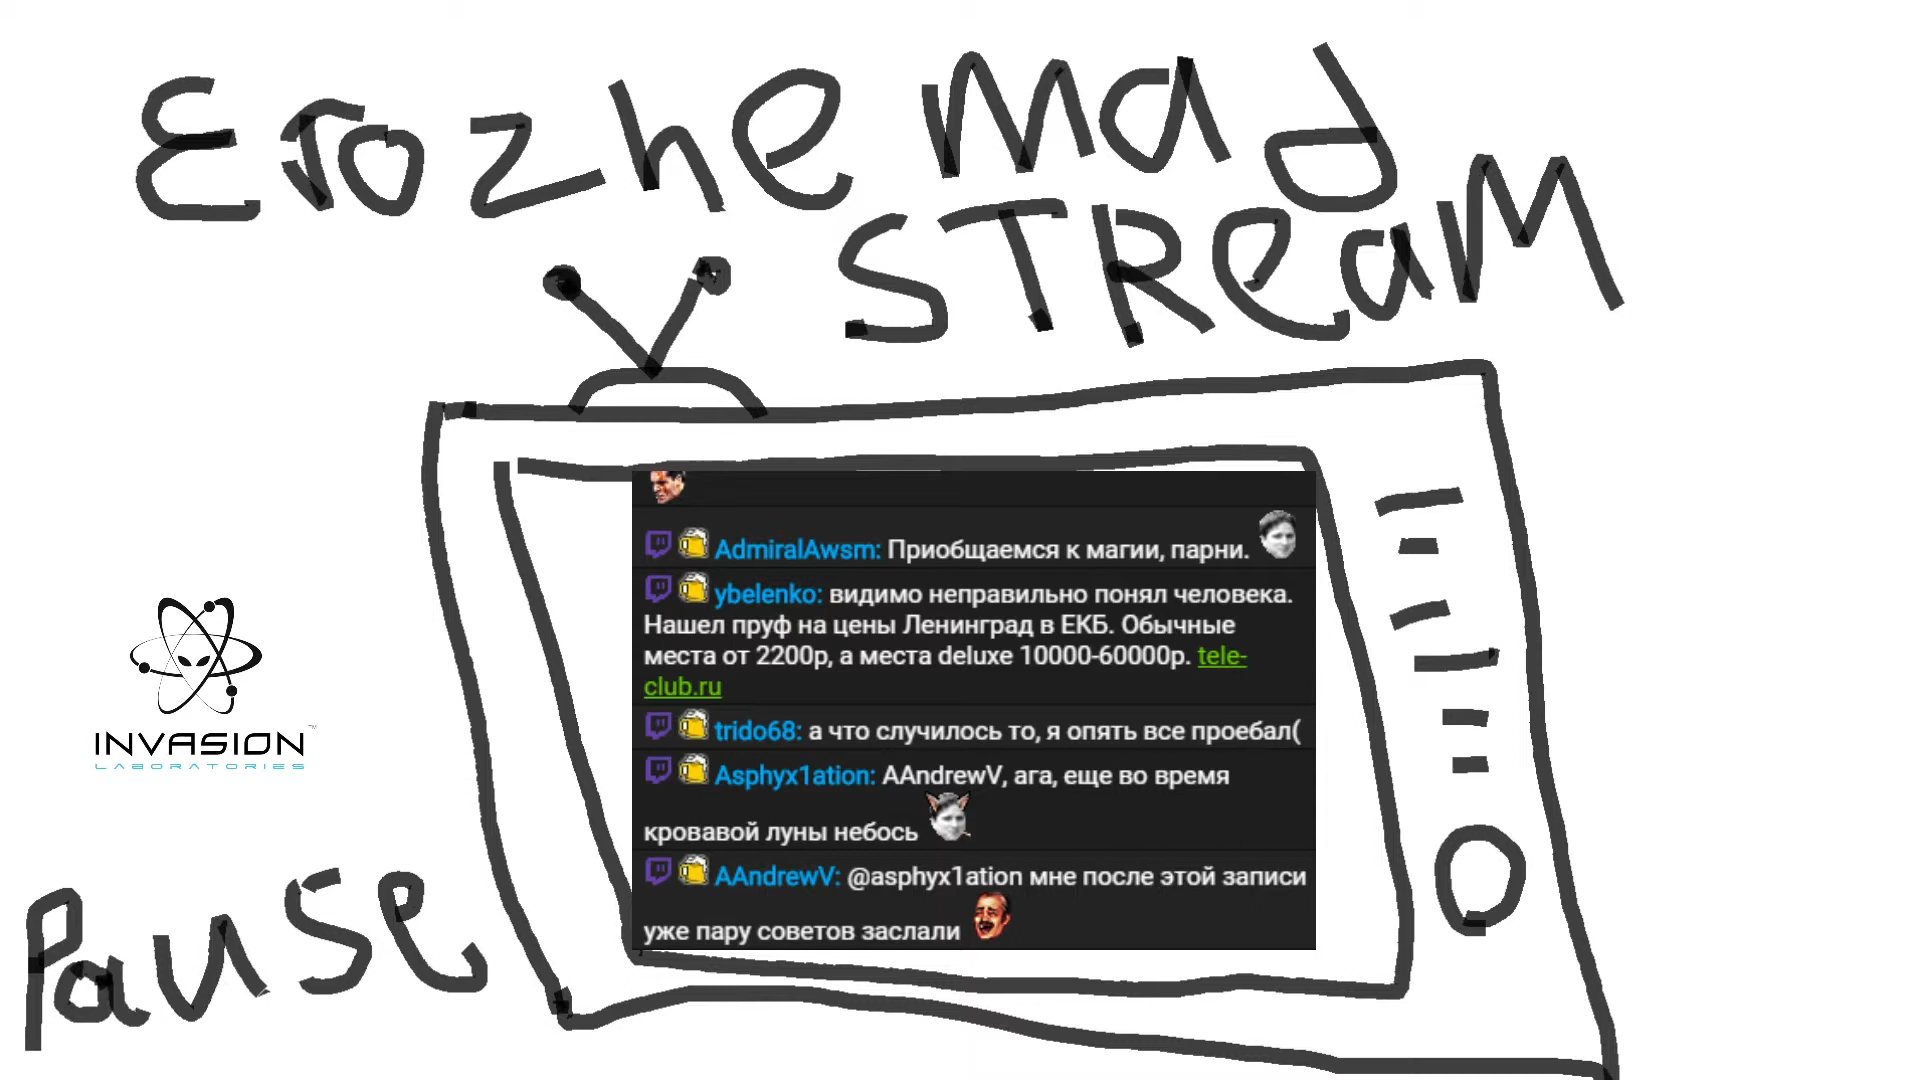 Erozhe mad
STReaM
AdmiralAwsm: Приобщаемся к магии, парни.
ybelenko: видимо неправильно понял человека.
Нашел пруф на цены Ленинград в ЕКБ. Обычные
места от 2200р, а места deluxe 10000-60000р. tele-
club.ru
trido68: а что случилось то, я опять все проебал(
Asphyx1ation: AAndrewV, ага, еще во время
кровавой луны небось
AAndrewV: @asphyx1ation мне после этой записи
уже пару советов заслали
INVASION™
LABORATORIES
Pause